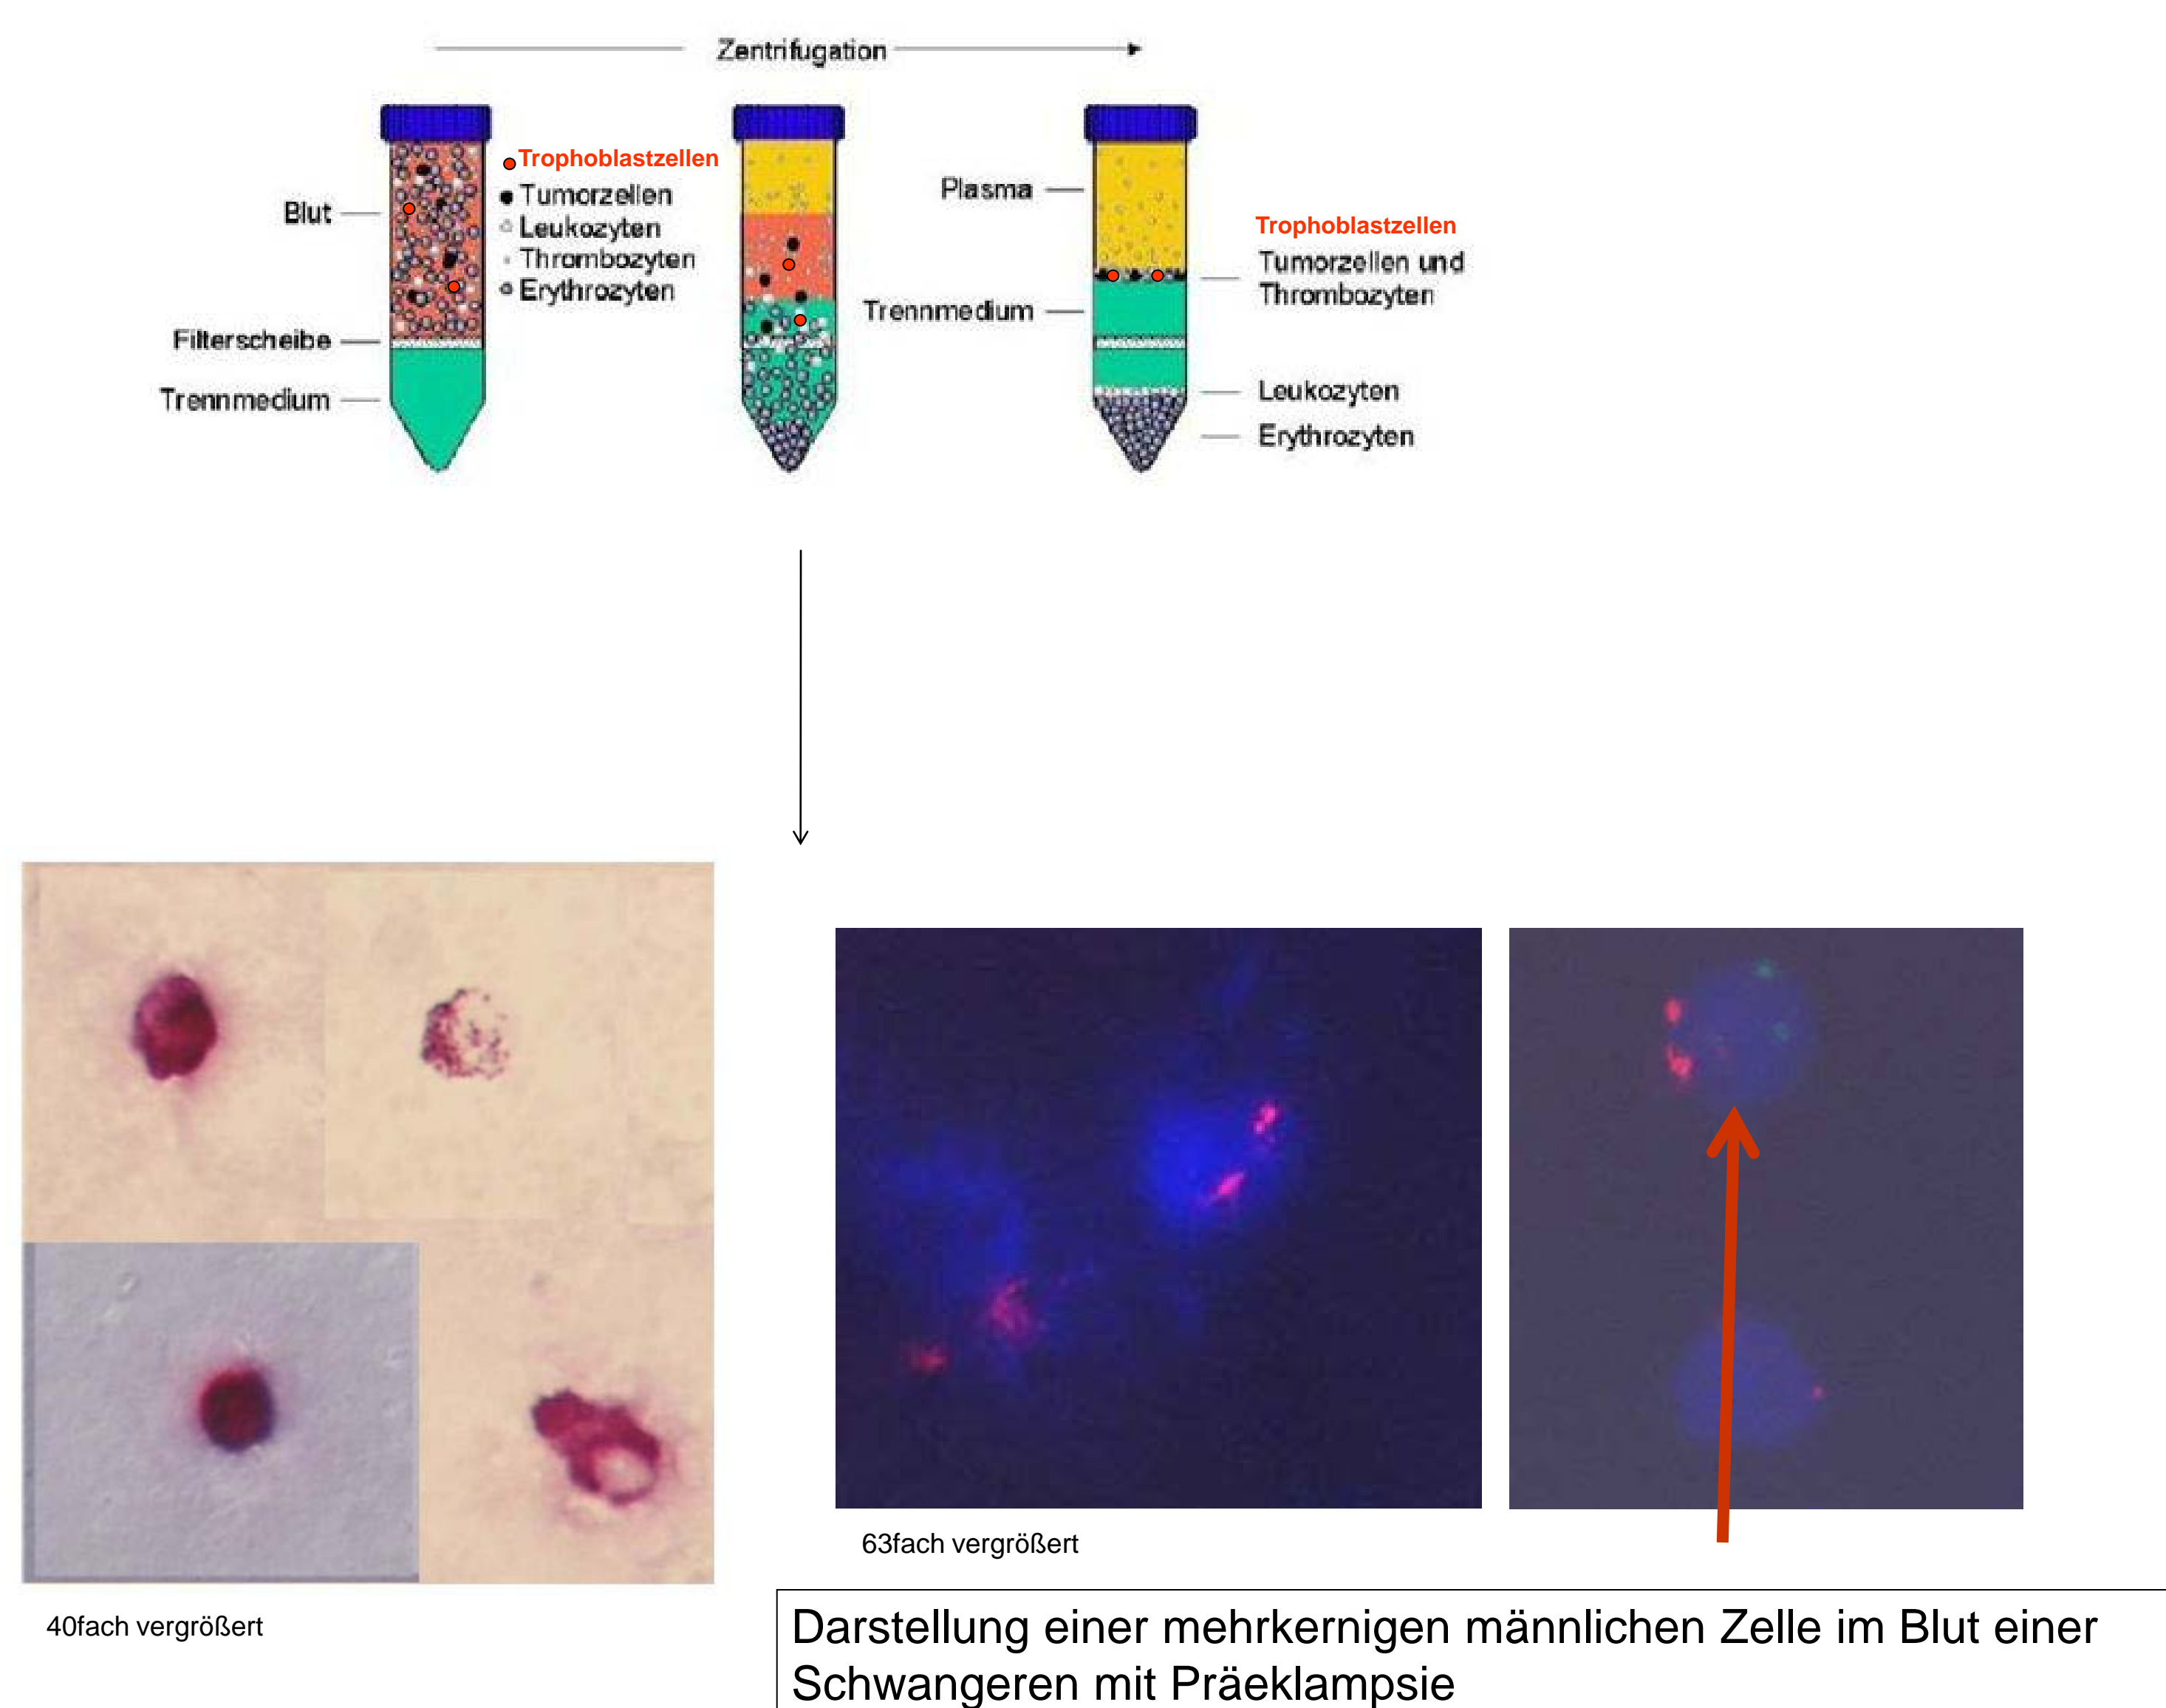 Zentrifugation
Trophoblastzellen
Tumorzellen
Leukozyten
Thrombozyten
Erythrozyten
Blut
Filterscheibe
Trennmedium
Plasma
Trennmedium
Trophoblastzellen
Tumorzellen und
Thrombozyten
Leukozyten
Erythrozyten
40fach vergrößert
63fach vergrößert
Darstellung einer mehrkernigen männlichen Zelle im Blut einer
Schwangeren mit Präeklampsie